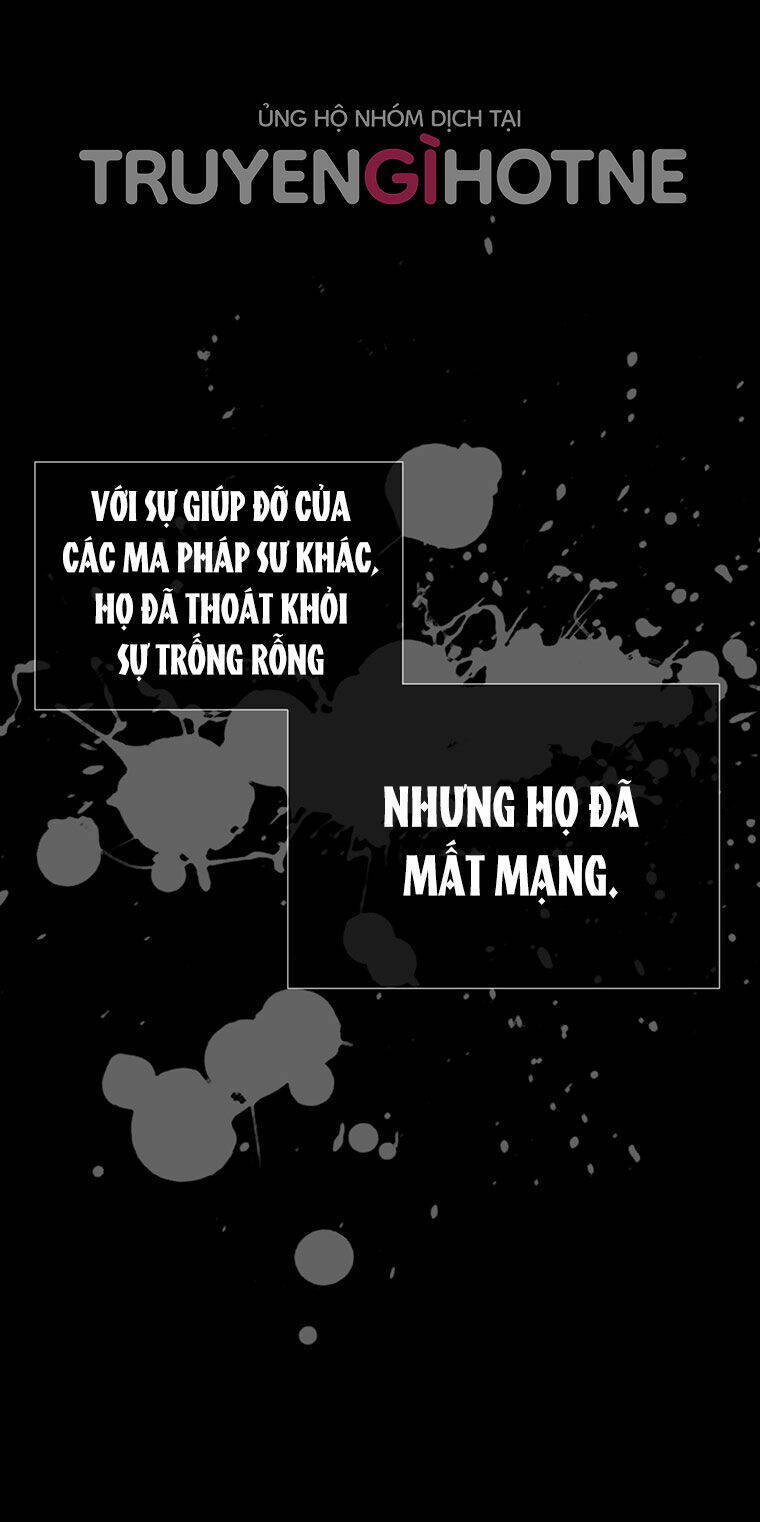 ỦNG HỘ NHÓM DỊCH TẠI
TRUYENGÌHOTNE
VỚI SỰ GIÚP ĐỠ CỦA
CÁC MA PHÁP SƯ KHÁC,
HỌ ĐÃ THOÁT KHỎI
SỰ TRỐNG RỖNG
NHƯNG HỌ ĐÃ
MẤT MẠNG.